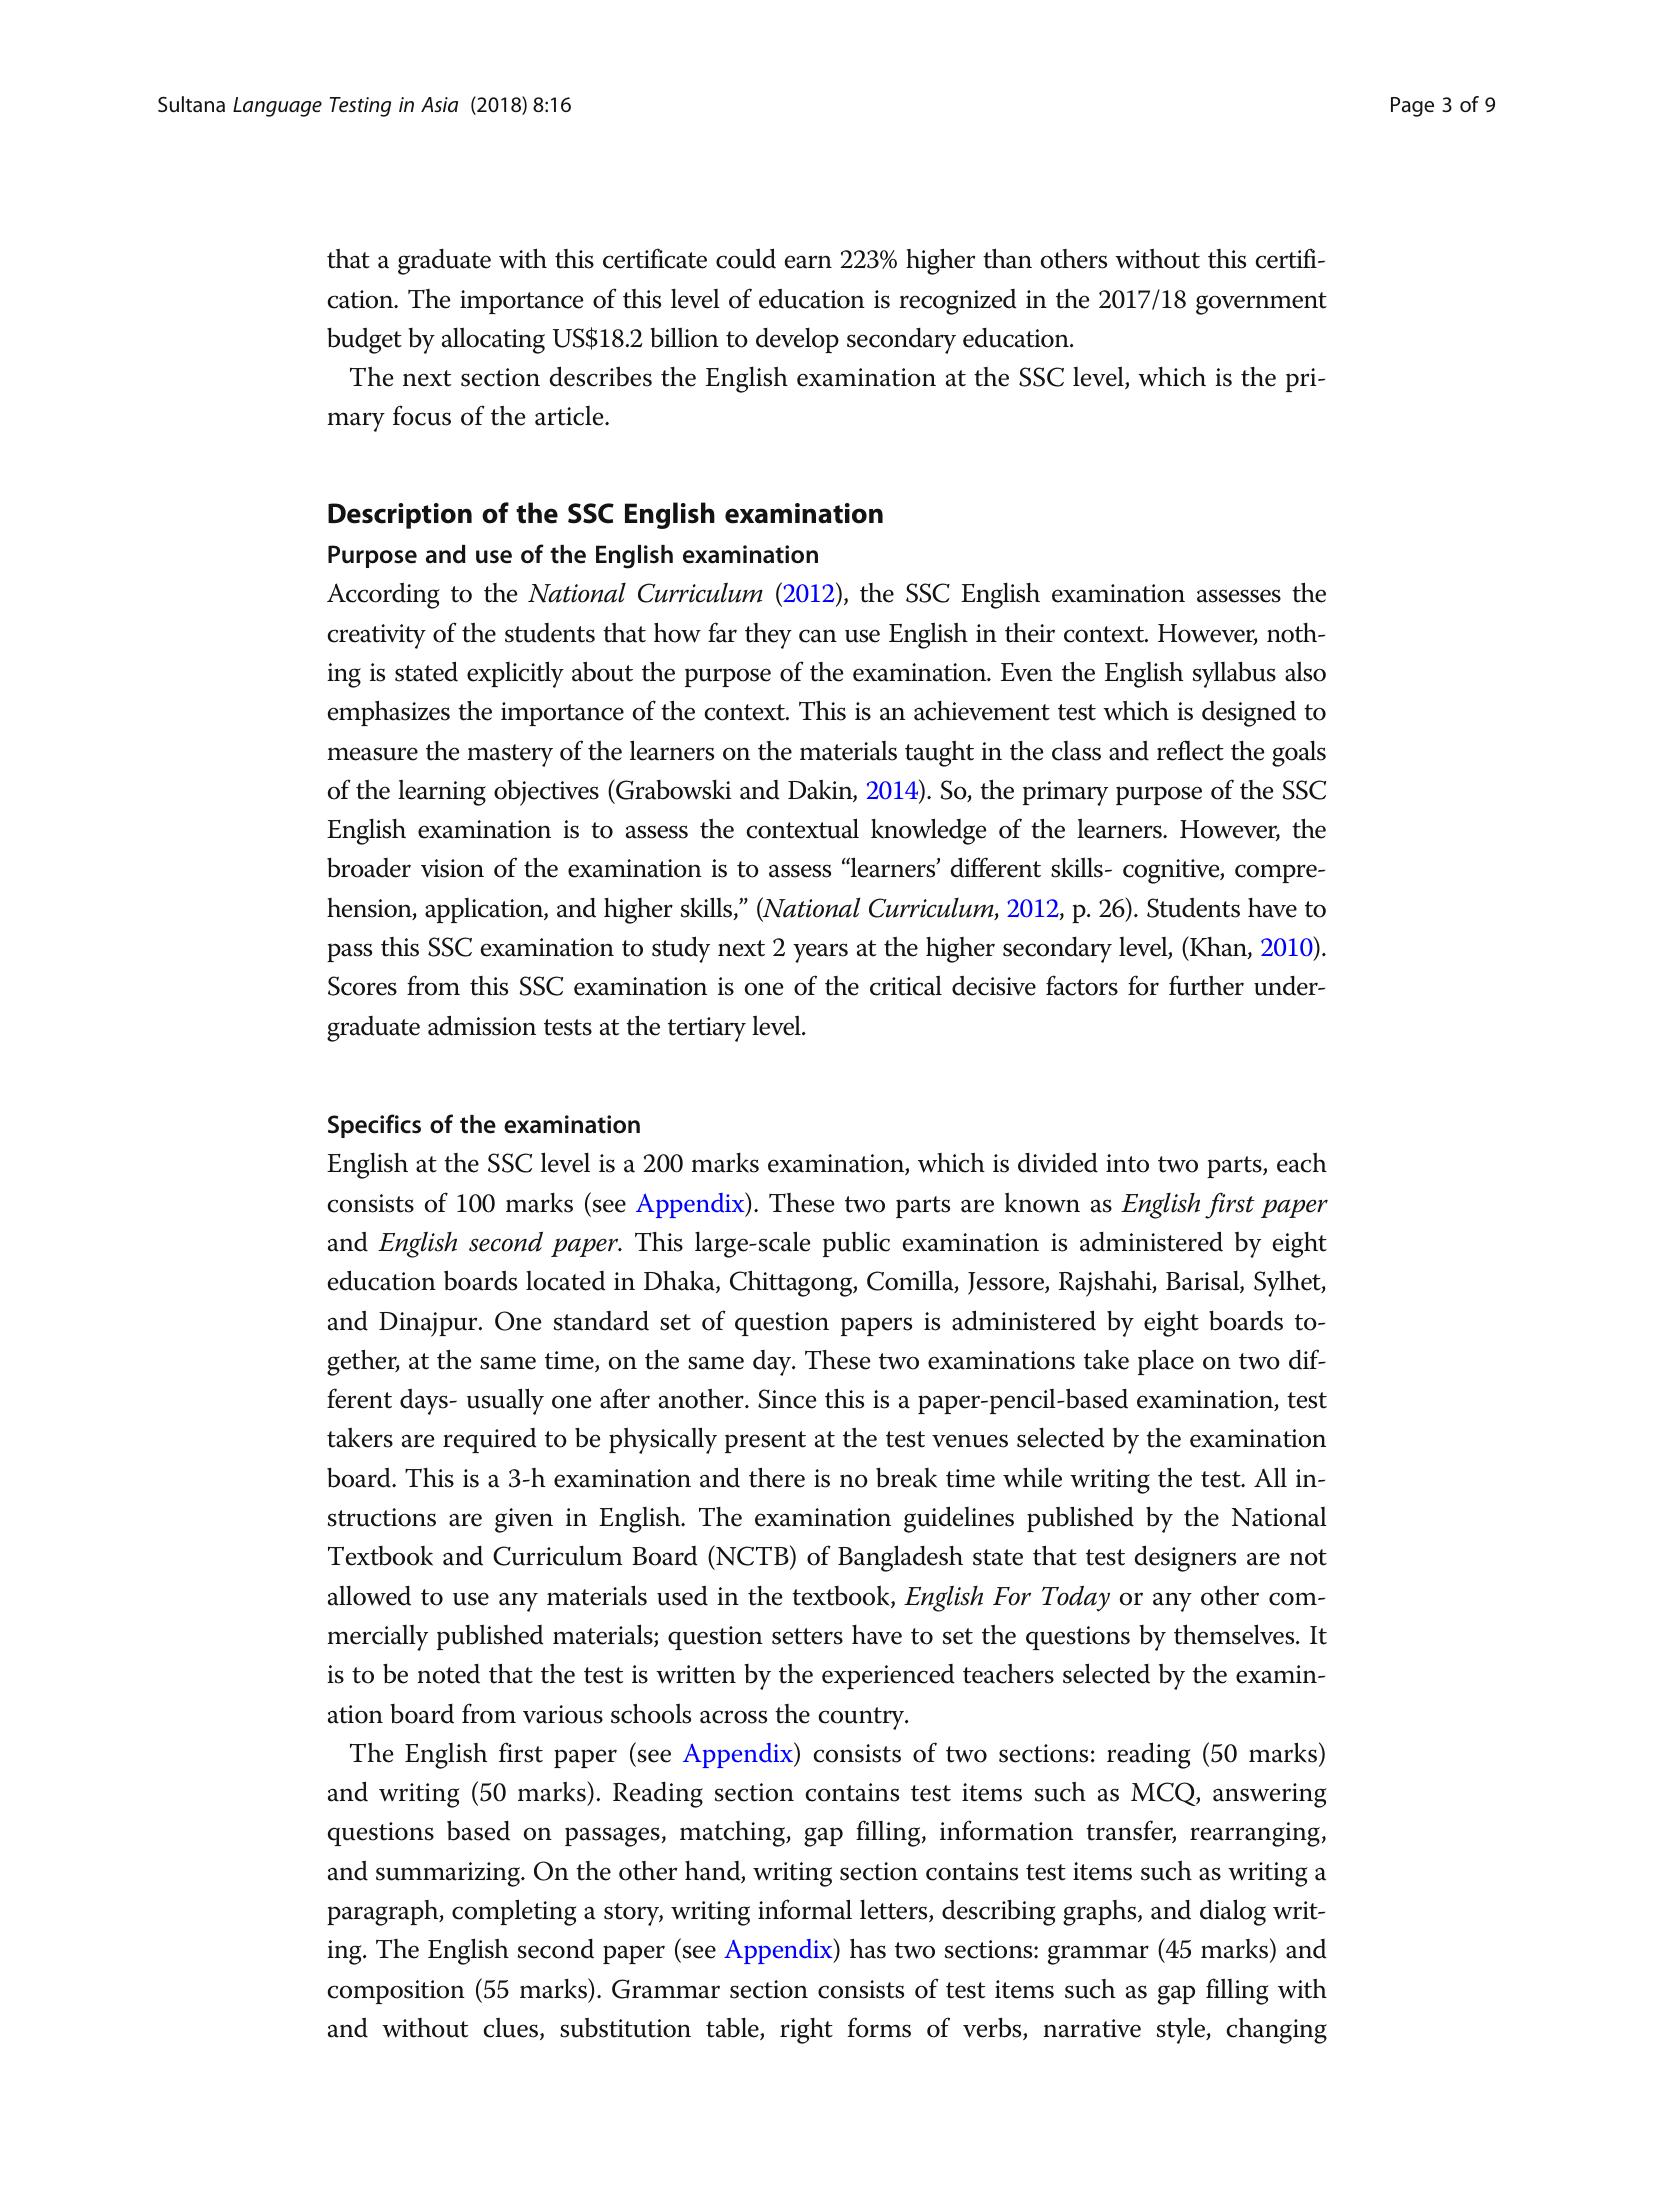 Sultana Language Testing in Asia (2018) 8:16
Page 3 of 9
that a graduate with this certificate could earn 223% higher than others without this certifi-
cation. The importance of this level of education is recognized in the 2017/18 government
budget by allocating US$18.2 billion to develop secondary education.
The next section describes the English examination at the SSC level, which is the pri-
mary focus of the article.
Description of the SSC English examination
Purpose and use of the English examination
According to the National Curriculum (2012), the SSC English examination assesses the
creativity of the students that how far they can use English in their context. However, noth-
ing is stated explicitly about the purpose of the examination. Even the English syllabus also
emphasizes the importance of the context. This is an achievement test which is designed to
measure the mastery of the learners on the materials taught in the class and reflect the goals
of the learning objectives (Grabowski and Dakin, 2014). So, the primary purpose of the SSC
English examination is to assess the contextual knowledge of the learners. However, the
broader vision of the examination is to assess “learners’ different skills- cognitive, compre-
hension, application, and higher skills,” (National Curriculum, 2012, p. 26). Students have to
pass this SSC examination to study next 2 years at the higher secondary level, (Khan, 2010).
Scores from this SSC examination is one of the critical decisive factors for further under-
graduate admission tests at the tertiary level.
Specifics of the examination
English at the SSC level is a 200 marks examination, which is divided into two parts, each
consists of 100 marks (see Appendix). These two parts are known as English first paper
and English second paper. This large-scale public examination is administered by eight
education boards located in Dhaka, Chittagong, Comilla, Jessore, Rajshahi, Barisal, Sylhet,
and Dinajpur. One standard set of question papers is administered by eight boards to-
gether, at the same time, on the same day. These two examinations take place on two dif-
ferent days- usually one after another. Since this is a paper-pencil-based examination, test
takers are required to be physically present at the test venues selected by the examination
board. This is a 3-h examination and there is no break time while writing the test. All in-
structions are given in English. The examination guidelines published by the National
Textbook and Curriculum Board (NCTB) of Bangladesh state that test designers are not
allowed to use any materials used in the textbook, English For Today or any other com-
mercially published materials; question setters have to set the questions by themselves. It
is to be noted that the test is written by the experienced teachers selected by the examin-
ation board from various schools across the country.
The English first paper (see Appendix) consists of two sections: reading (50 marks)
and writing (50 marks). Reading section contains test items such as MCQ, answering
questions based on passages, matching, gap filling, information transfer, rearranging,
and summarizing. On the other hand, writing section contains test items such as writing a
paragraph, completing a story, writing informal letters, describing graphs, and dialog writ-
ing. The English second paper (see Appendix) has two sections: grammar (45 marks) and
composition (55 marks). Grammar section consists of test items such as gap filling with
and without clues, substitution table, right forms of verbs, narrative style, changing